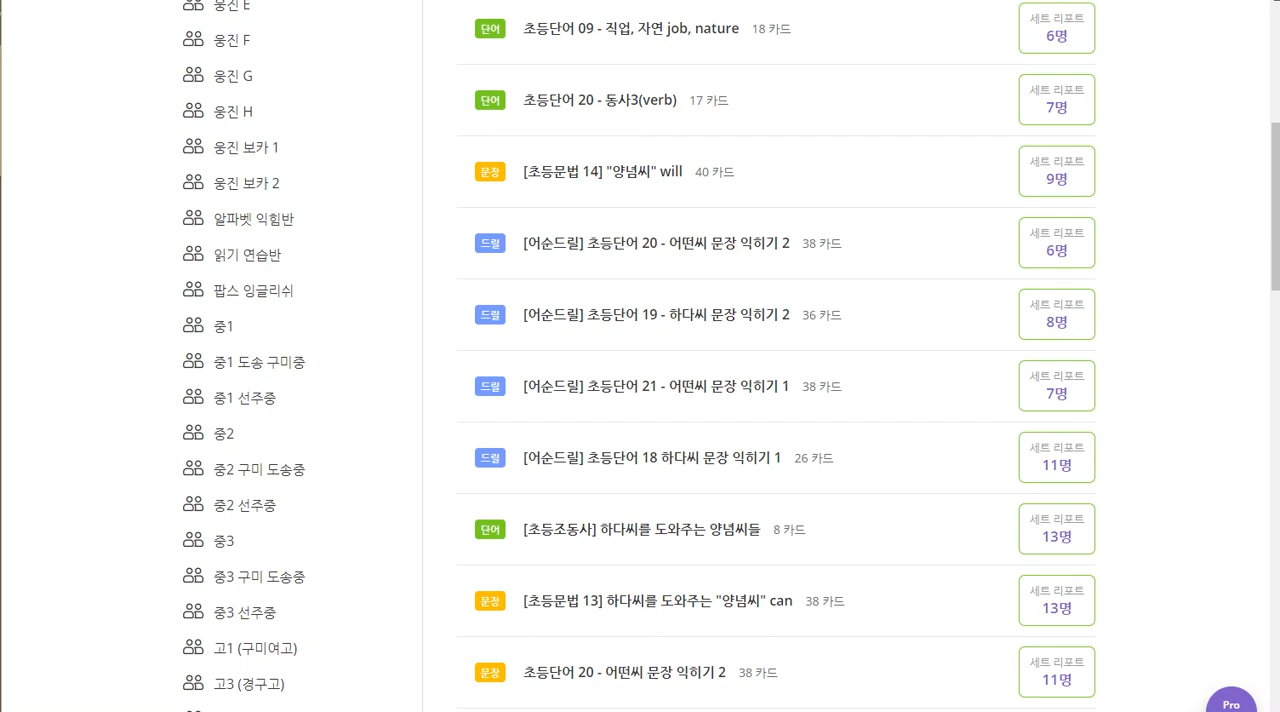 웅진 E
웅진 F
웅진 G
웅진 H
웅진 보카 1
웅진 보카 2
알파벳 익힘반
읽기 연습반
팝스 잉글리쉬
중1
중1 도송 구미중
중1 선주중
중2
중2 구미 도송중
중2 선주중
중3
중3 구미 도송중
중3 선주중
고1 (구미여고)
고3 (경구고)
단어 초등단어 09 - 직업, 자연 job, nature 18 카드
세트 리포트
6명
단어 초등단어 20 - 동사3(verb) 17 카드
세트 리포트
7명
문장 [초등문법 14] "양념씨" will 40 카드
세트 리포트
9명
드릴 [어순드릴] 초등단어 20 - 어떤씨 문장 익히기 2 38 카드
세트 리포트
6명
드릴 [어순드릴] 초등단어 19 - 하다씨 문장 익히기 2 36 카드
세트 리포트
8명
드릴 [어순드릴] 초등단어 21 - 어떤씨 문장 익히기 1 38 카드
세트 리포트
7명
드릴 [어순드릴] 초등단어 18 하다씨 문장 익히기 1 26 카드
세트 리포트
11명
단어 [초등조동사] 하다씨를 도와주는 양념씨들 8 카드
세트 리포트
13명
문장 [초등문법 13] 하다씨를 도와주는 "양념씨" can 38 카드
세트 리포트
13명
문장 초등단어 20 - 어떤씨 문장 익히기 2 38 카드
세트 리포트
11명
Pro